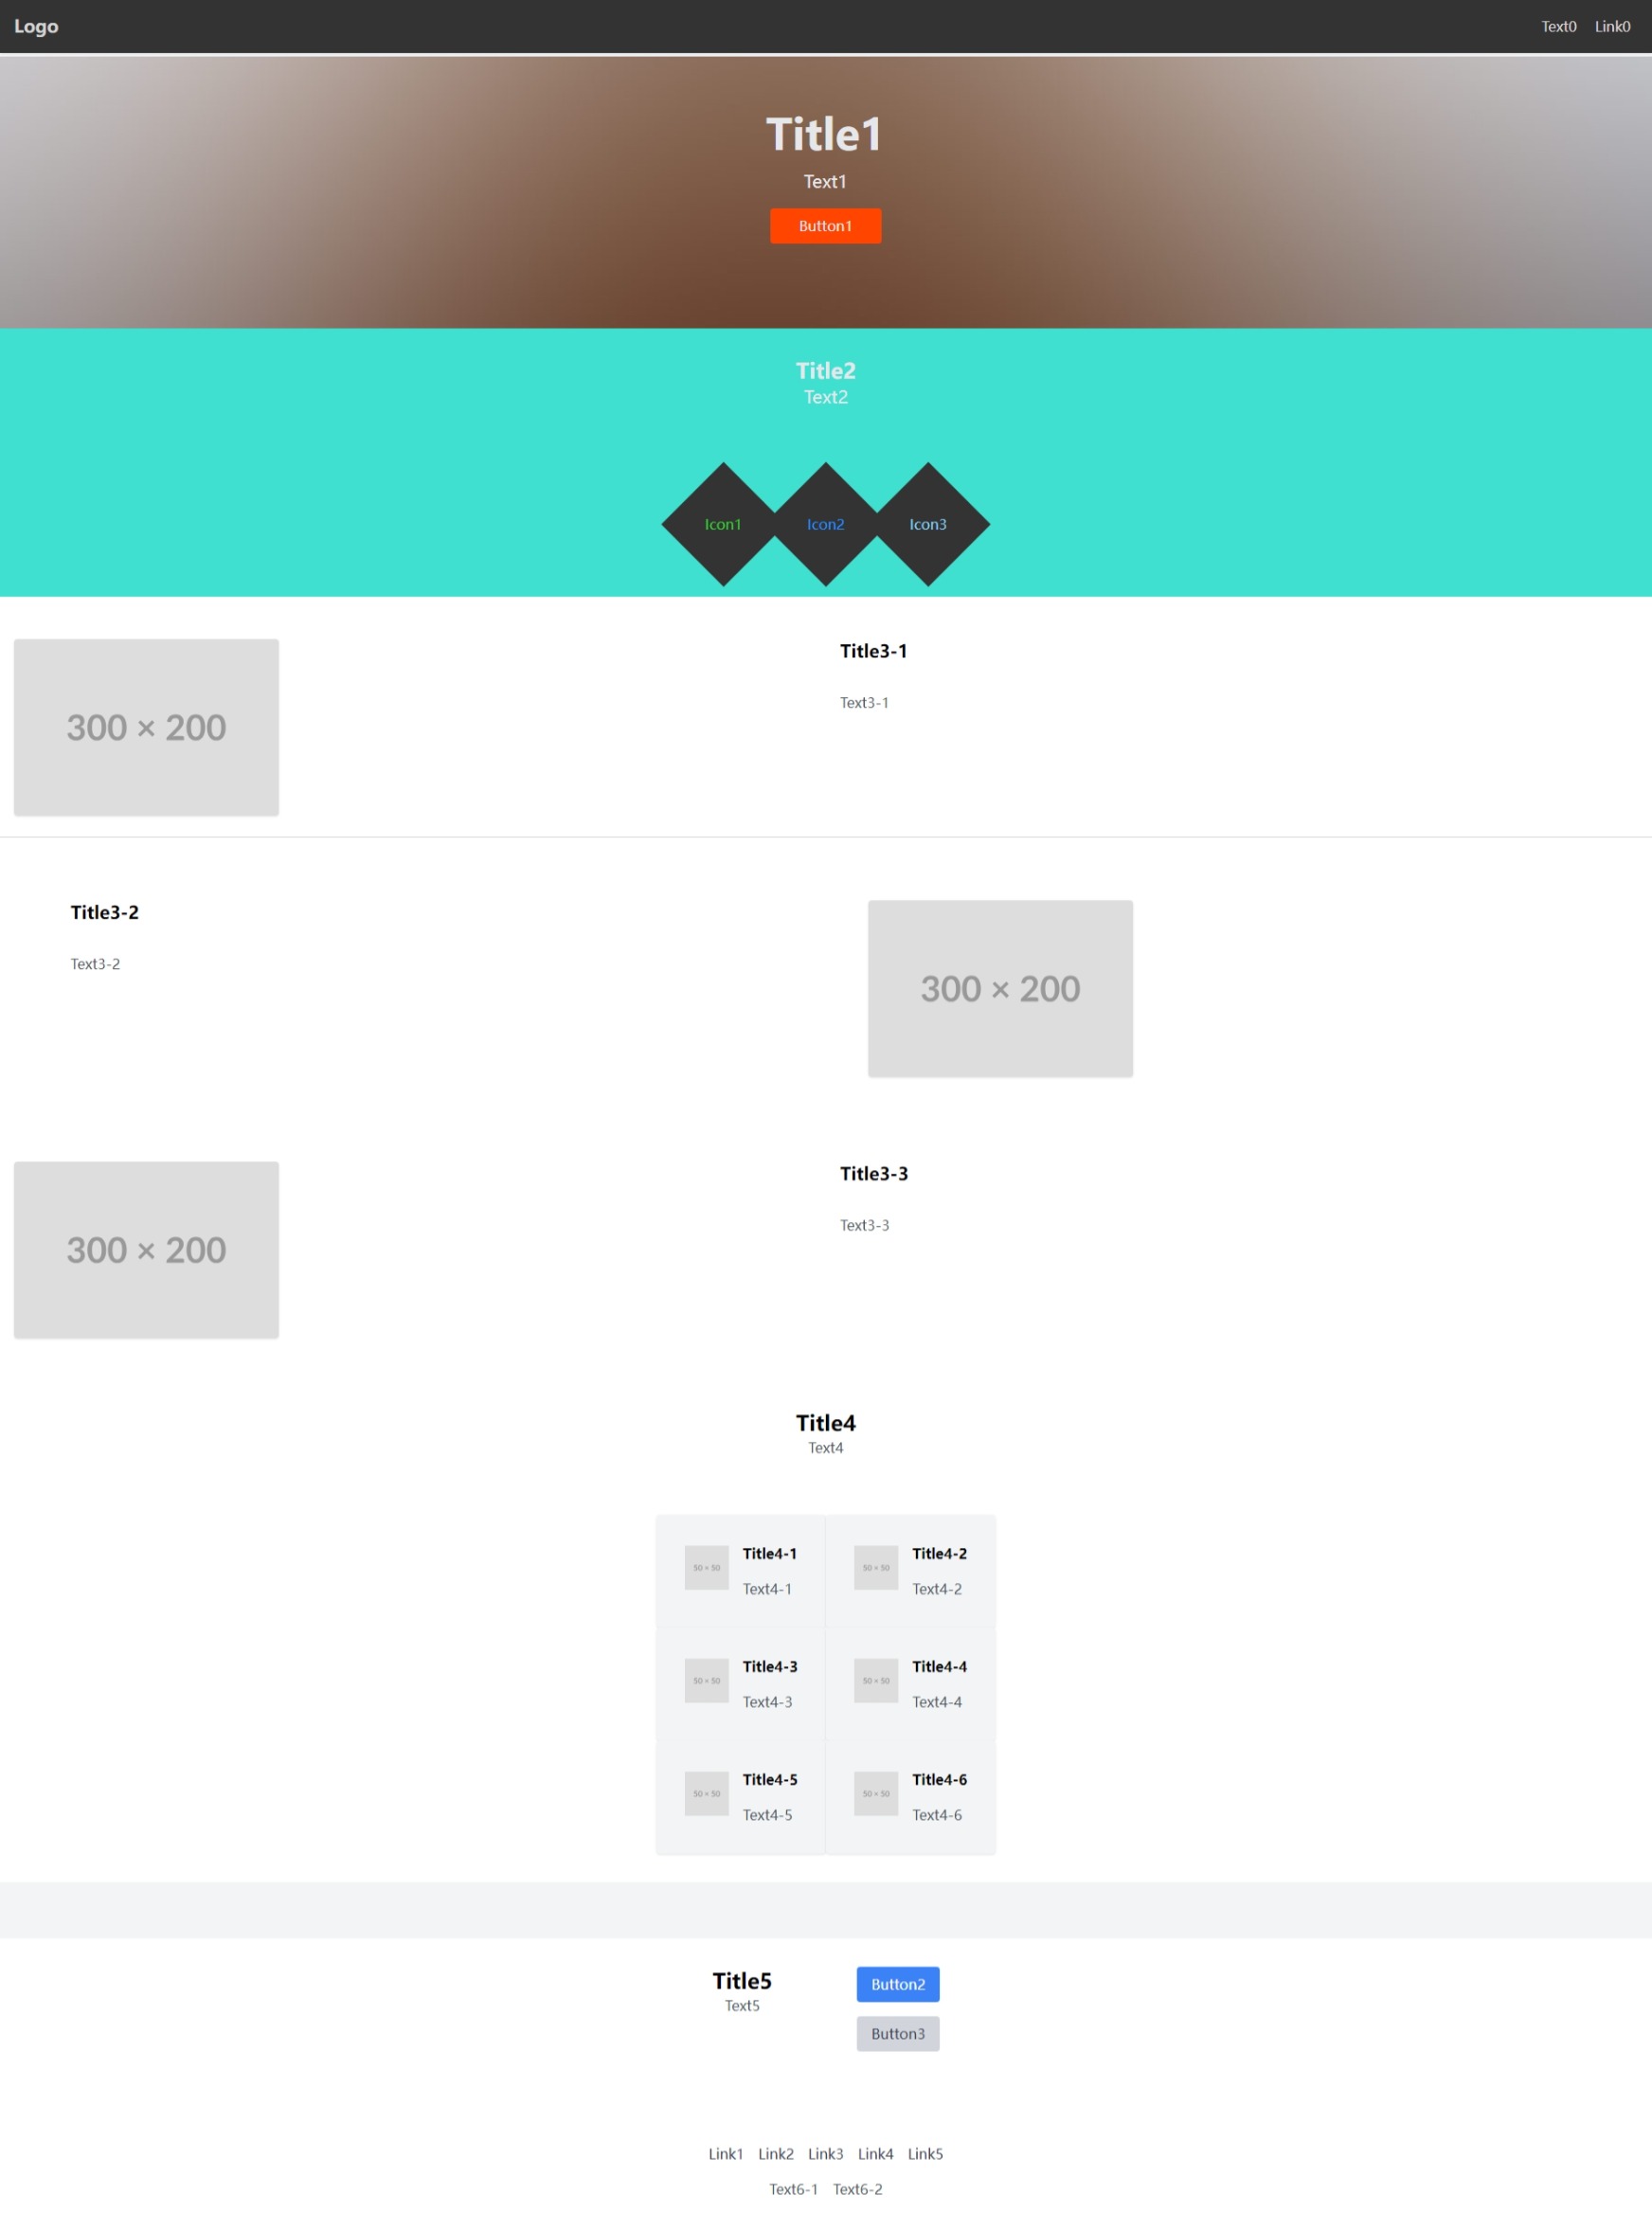 Logo
Text0 Link0
Title1
Text1
Button1
Title2
Text2
Icon1 Icon2 Icon3
300 × 200
Title3-1
Text3-1
Title3-2
Text3-2
300 × 200
300 × 200
Title3-3
Text3-3
Title4
Text4
50 × 50
Title4-1
Text4-1
50 × 50
Title4-2
Text4-2
50 × 50
Title4-3
Text4-3
50 × 50
Title4-4
Text4-4
50 × 50
Title4-5
Text4-5
50 × 50
Title4-6
Text4-6
Title5
Text5
Button2
Button3
Link1 Link2 Link3 Link4 Link5
Text6-1 Text6-2